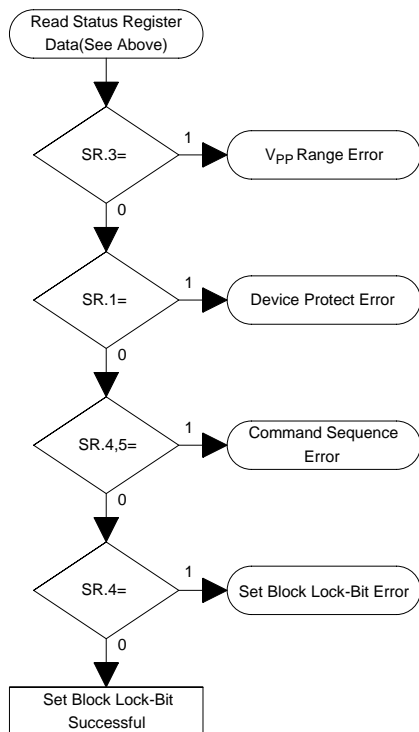 Read Status Register
Data(See Above)
SR.3=
1
VPP Range Error
0
SR.1=
1
Device Protect Error
0
SR.4,5=
1
Command Sequence
Error
0
SR.4=
1
Set Block Lock-Bit Error
0
Set Block Lock-Bit
Successful